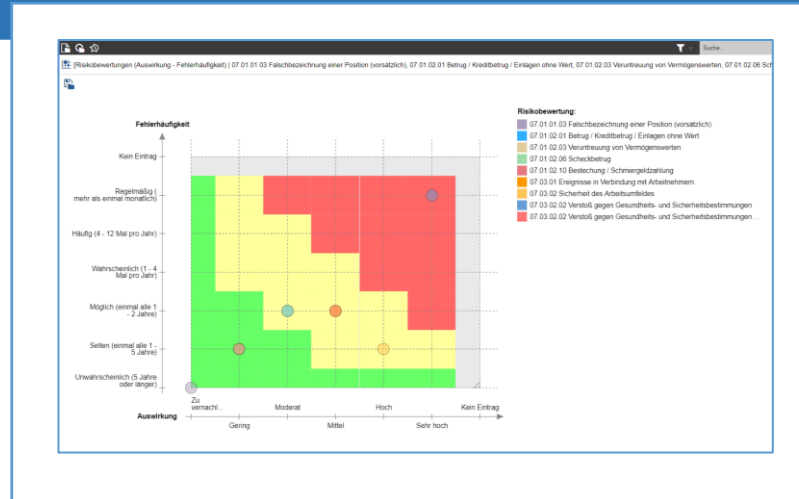 Suche...
[Risikobewertungen (Auswirkung - Fehlerhäufigkeit) | 07.01.01.03 Falschbezeichnung einer Position (vorsätzlich), 07.01.02.01 Betrug / Kreditbetrug / Einlagen ohne Wert, 07.01.02.03 Veruntreuung von Vermögenswerten, 07.01.02.06 Sch
Fehlerhäufigkeit
Kein Eintrag
Regelmäßig (
mehr als einmal monatlich)
Häufig (4 - 12 Mal pro Jahr)
Wahrscheinlich (1 - 4
Mal pro Jahr)
Möglich (einmal alle 1
- 2 Jahre)
Selten (einmal alle 1 -
5 Jahre)
Unwahrscheinlich (5 Jahre
oder länger)
Auswirkung
Zu
vernachl...
Gering
Moderat
Mittel
Hoch
Sehr hoch
Kein Eintrag
Risikobewertung:
07.01.01.03 Falschbezeichnung einer Position (vorsätzlich)
07.01.02.01 Betrug / Kreditbetrug / Einlagen ohne Wert
07.01.02.03 Veruntreuung von Vermögenswerten
07.01.02.06 Scheckbetrug
07.01.02.10 Bestechung / Schmiergeldzahlung
07.03.01 Ereignisse in Verbindung mit Arbeitnehmern
07.03.02 Sicherheit des Arbeitsumfeldes
07.03.02.02 Verstoß gegen Gesundheits- und Sicherheitsbestimmungen
07.03.02.02 Verstoß gegen Gesundheits- und Sicherheitsbestimmungen ...